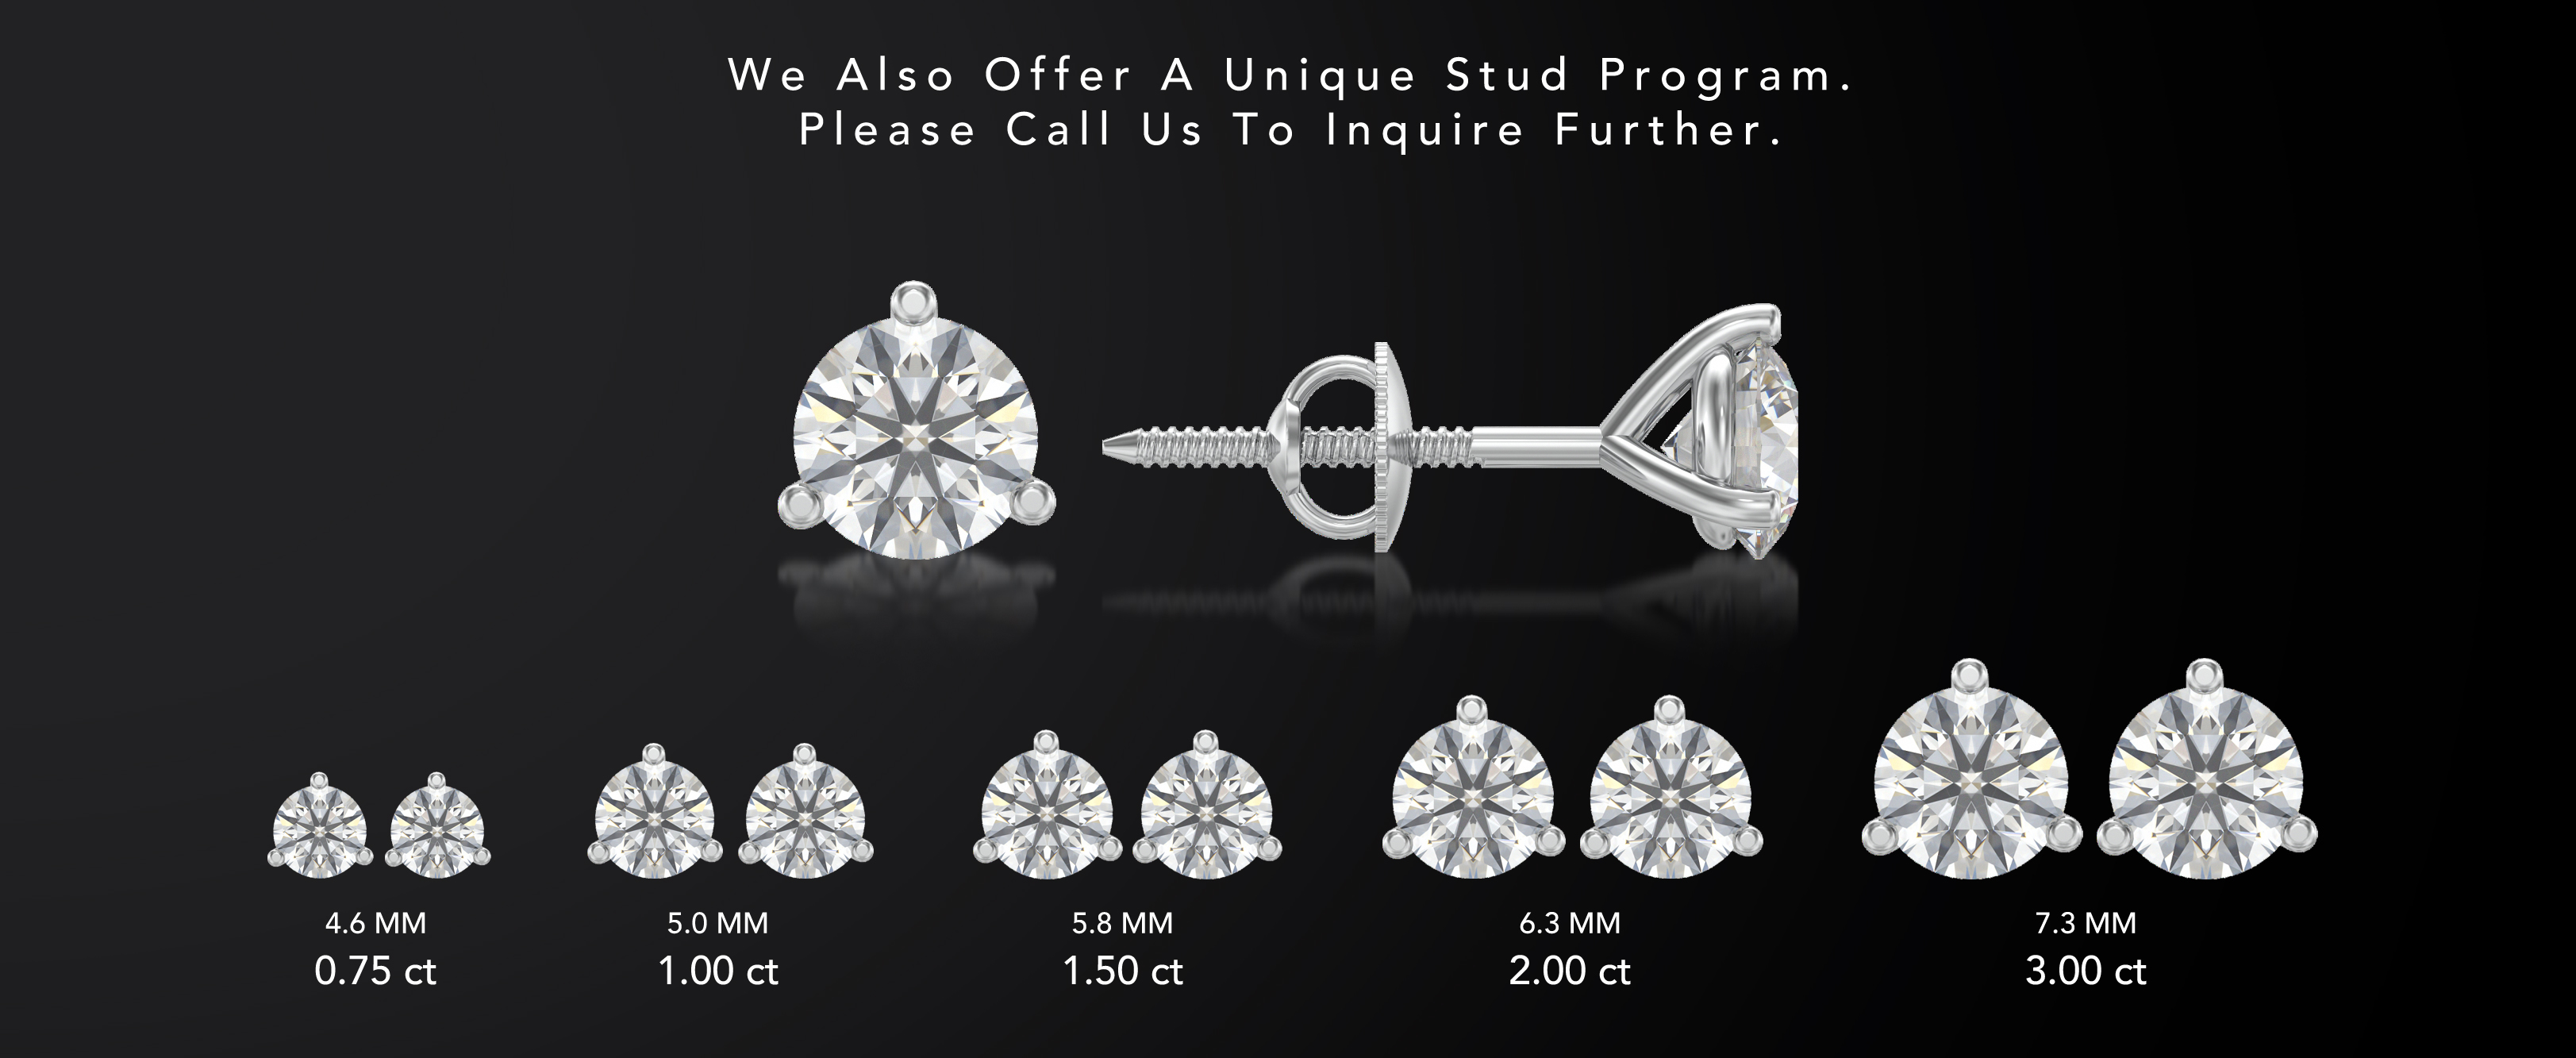 We Also Offer A Unique Stud Program.
Please Call Us To Inquire Further.
4.6 MM
0.75 ct
5.0 MM
1.00 ct
5.8 MM
1.50 ct
6.3 MM
2.00 ct
7.3 MM
3.00 ct